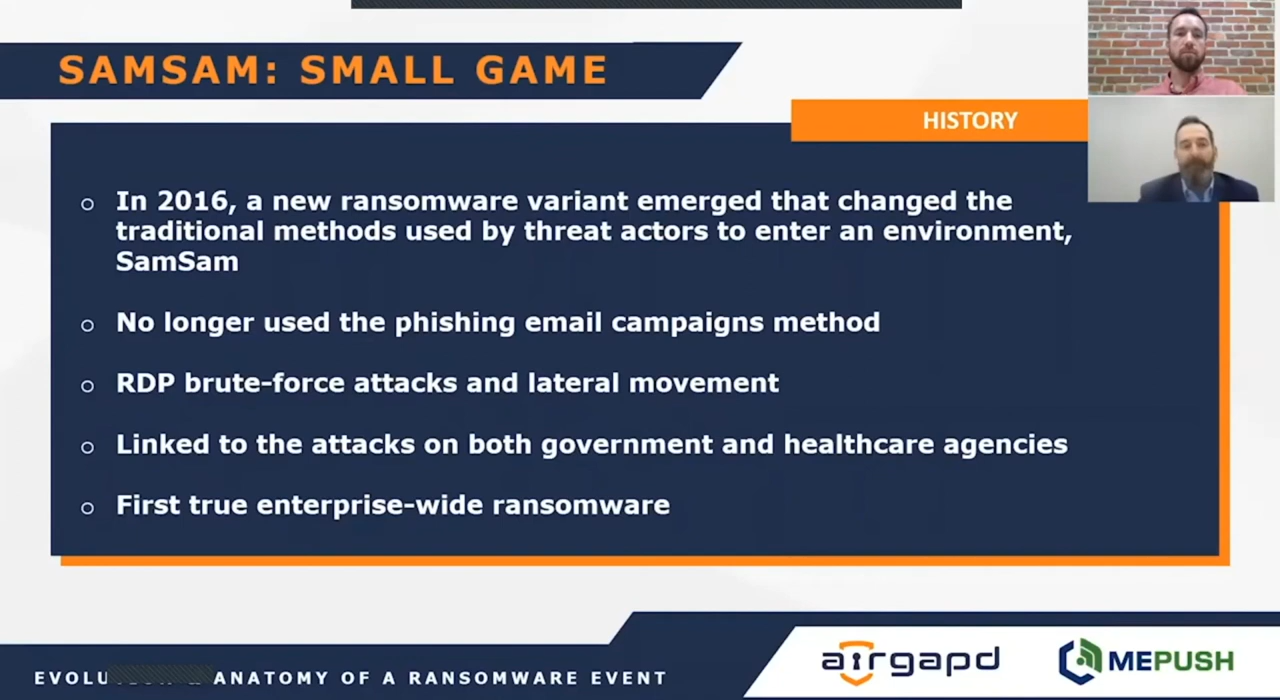 SAMSAM: SMALL GAME
HISTORY
○ In 2016, a new ransomware variant emerged that changed the
traditional methods used by threat actors to enter an environment,
SamSam
○ No longer used the phishing email campaigns method
○ RDP brute-force attacks and lateral movement
○ Linked to the attacks on both government and healthcare agencies
○ First true enterprise-wide ransomware
ANATOMY OF A RANSOMWARE EVENT
airgapd
MEPUSH